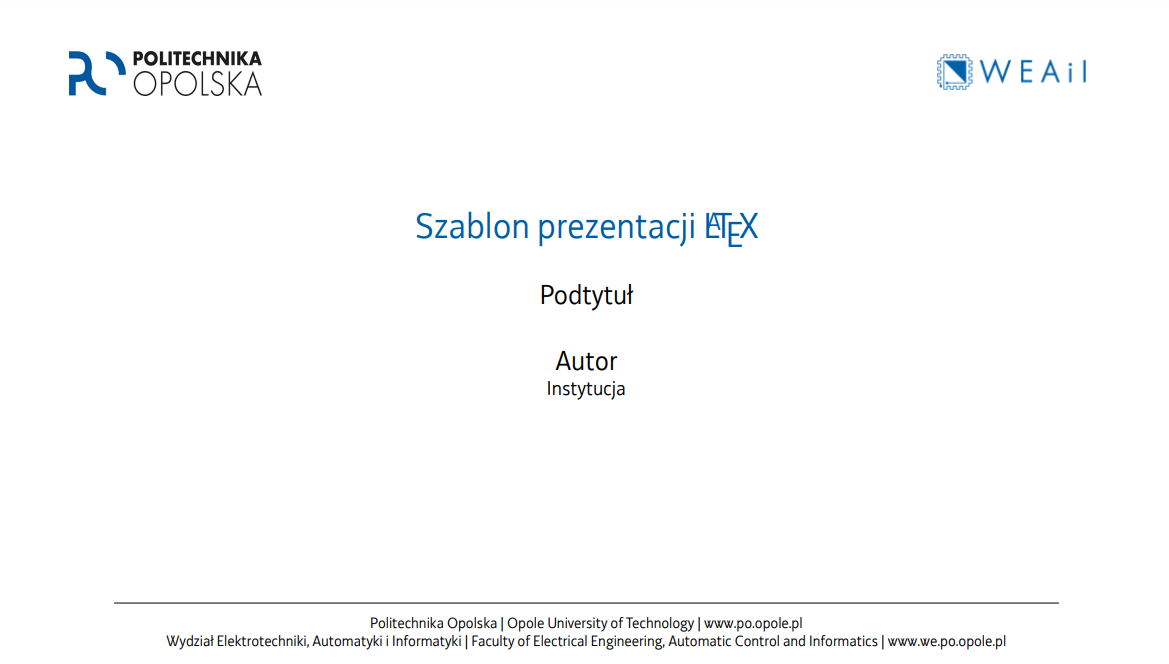 POLITECHNIKA
OPOLSKA
WEAiI
Szablon prezentacji LATEX
Podtytuł
Autor
Instytucja
Politechnika Opolska | Opole University of Technology | www.po.opole.pl
Wydział Elektrotechniki, Automatyki i Informatyki | Faculty of Electrical Engineering, Automatic Control and Informatics | www.we.po.opole.pl